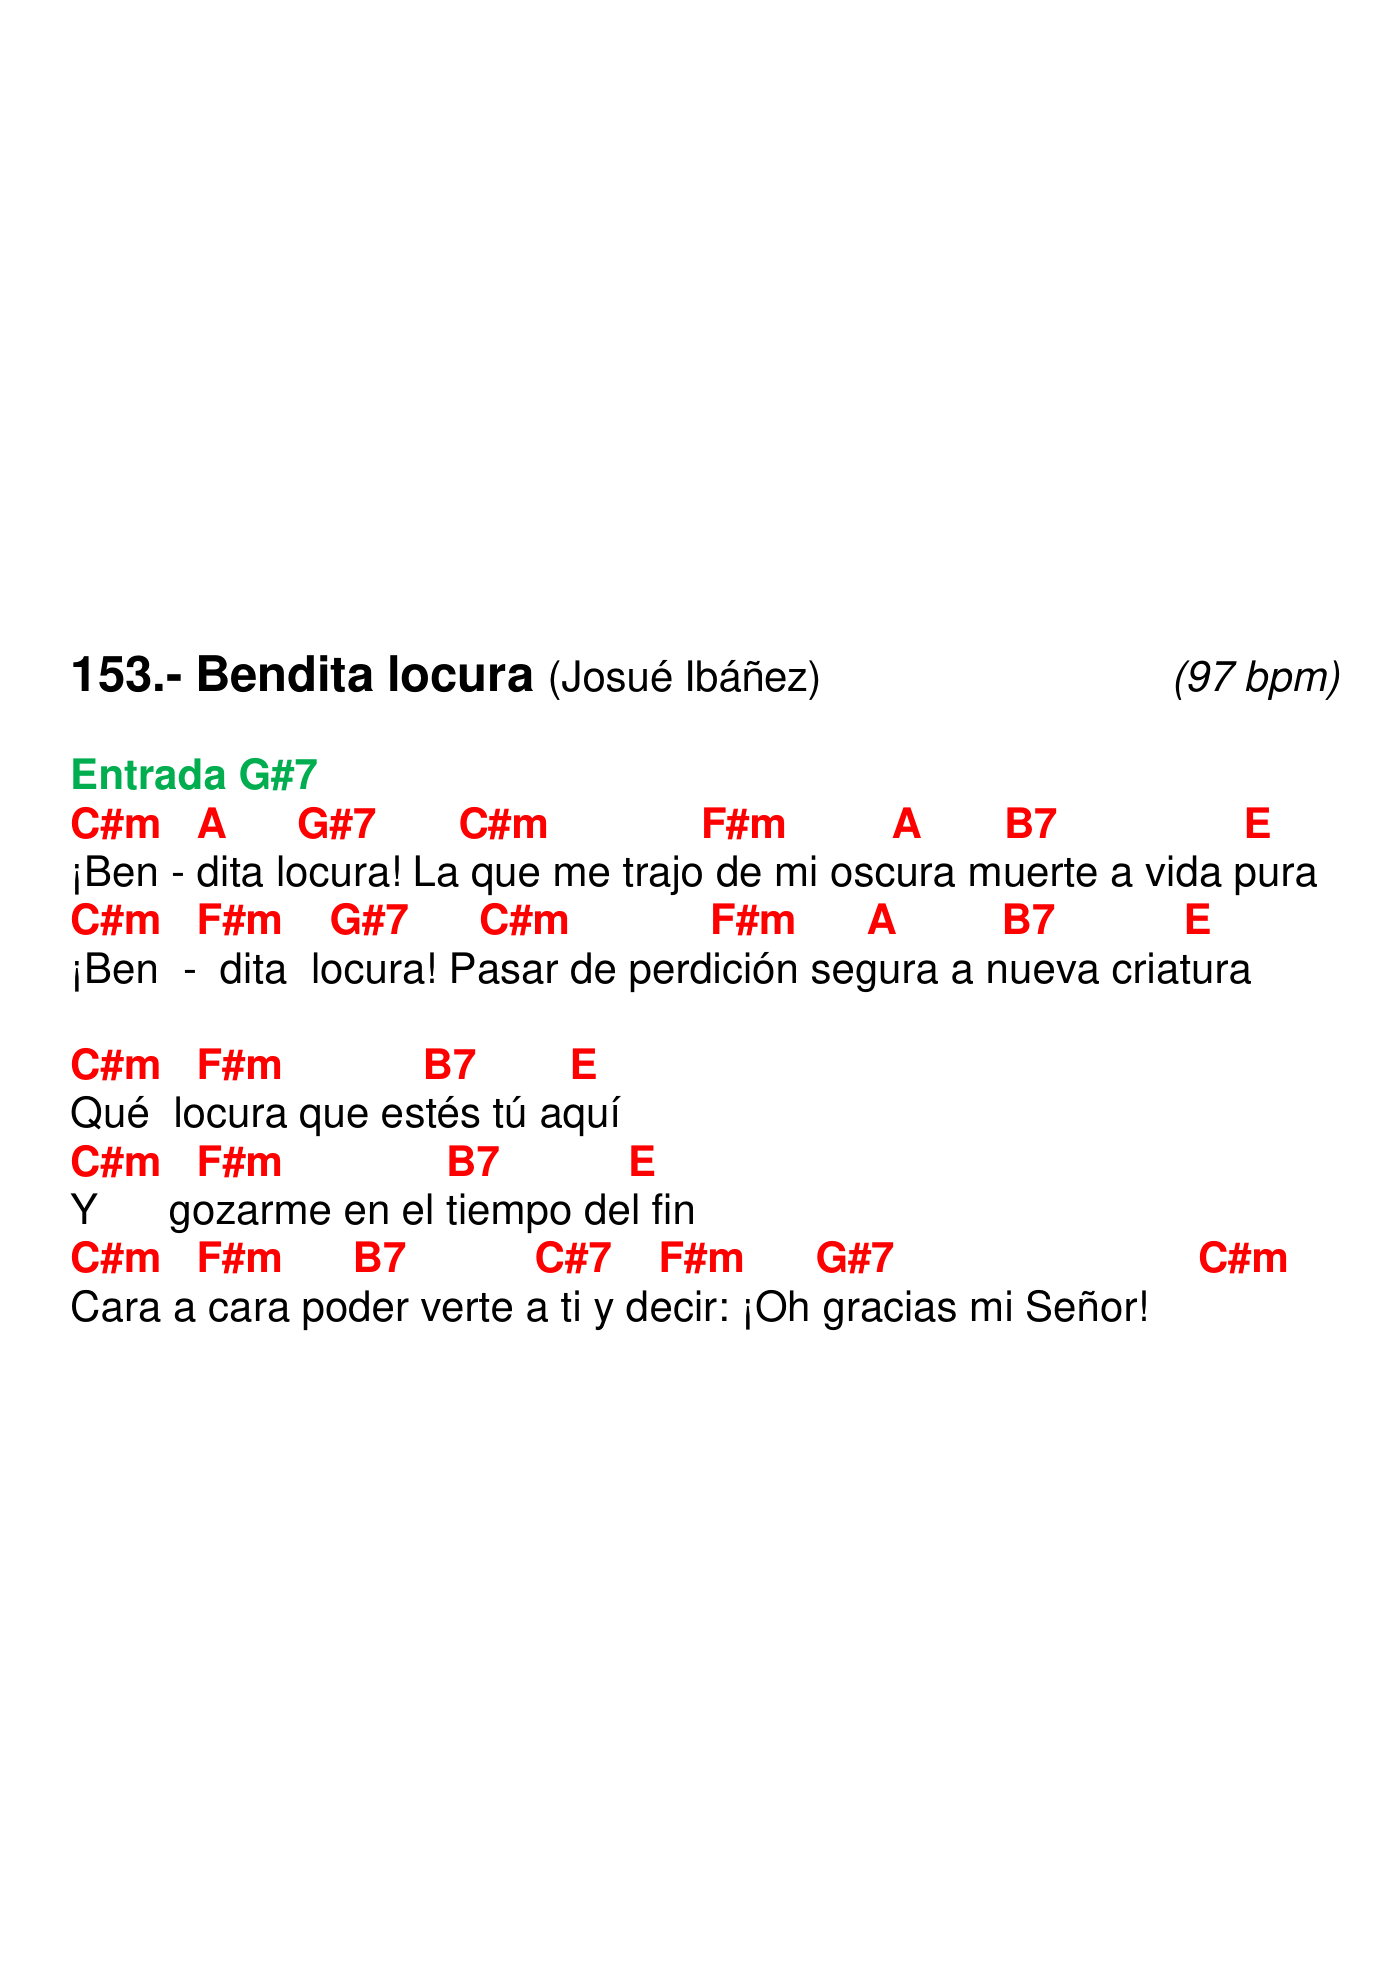 153.- Bendita locura (Josué Ibáñez) (97 bpm)
Entrada G#7
C#m A G#7 C#m F#m A B7 E
¡Ben - dita locura! La que me trajo de mi oscura muerte a vida pura
C#m F#m G#7 C#m F#m A B7 E
¡Ben - dita locura! Pasar de perdición segura a nueva criatura
C#m F#m B7 E
Qué locura que estés tú aquí
C#m F#m B7 E
Y gozarme en el tiempo del fin
C#m F#m B7 C#7 F#m G#7 C#m
Cara a cara poder verte a ti y decir: ¡Oh gracias mi Señor!